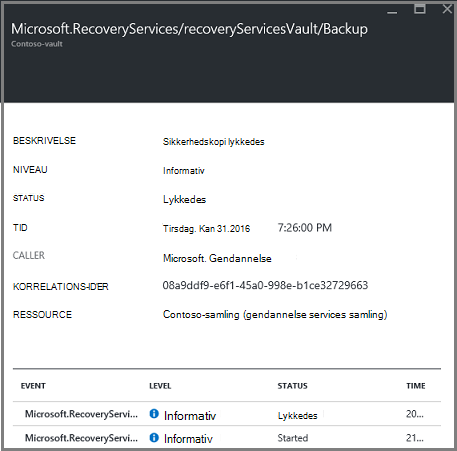 Microsoft.RecoveryServices/recoveryServicesVault/Backup
Contoso-vault
BESKRIVELSE Sikkerhedskopi lykkedes
NIVEAU Informativ
STATUS Lykkedes
TID Tirsdag. Kan 31.2016 7:26:00 PM
CALLER Microsoft. Gendannelse
KORRELATIONS-ID'ER 08a9ddf9-e6f1-45a0-998e-b1ce32729663
RESSOURCE Contoso-samling (gendannelse services samling)
EVENT LEVEL STATUS TIME
Microsoft.RecoveryServi... Informativ Lykkedes 20...
Microsoft.RecoveryServi... Informativ Started 21...